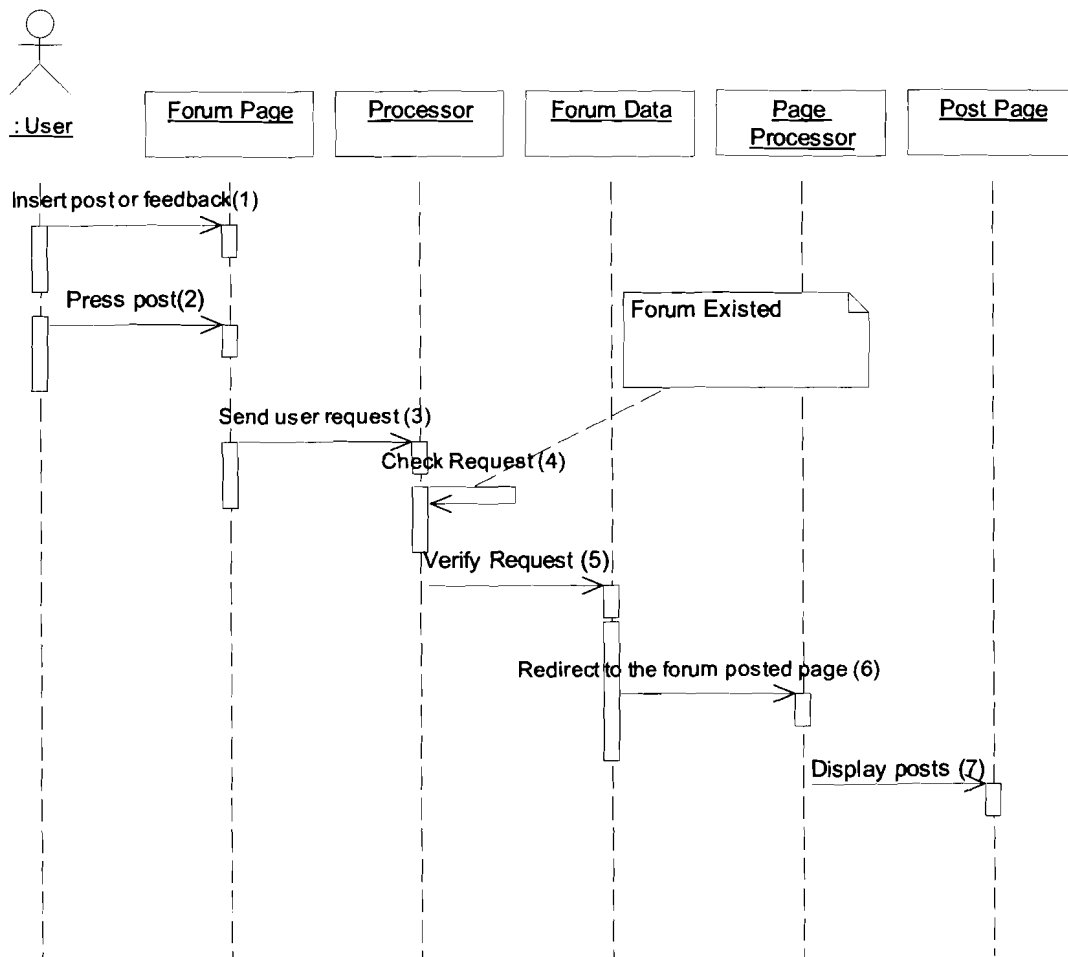 : User
Forum Page
Processor
Forum Data
Page
Processor
Post Page
Insert post or feedback(1)
Press post(2)
Forum Existed
Send user request (3)
Check Request (4)
Verify Request (5)
Redirect to the forum posted page (6)
Display posts (7)